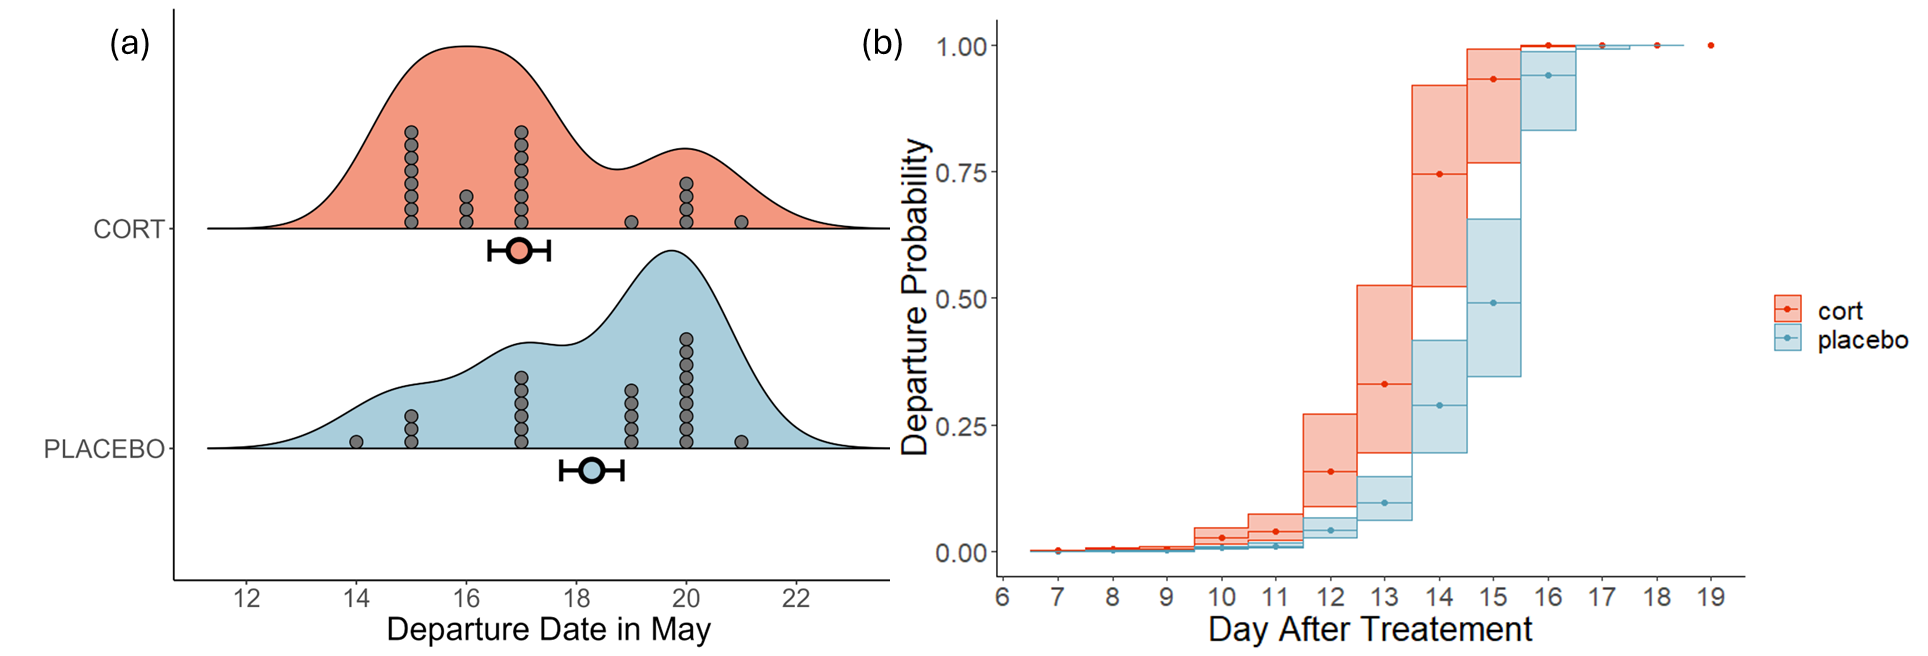 (a)
CORT
PLACEBO
12 14 16 18 20 22
Departure Date in May
(b)
Departure Probability
1.00
0.75
0.50
0.25
0.00
6 7 8 9 10 11 12 13 14 15 16 17 18 19
Day After Treatement
cort
placebo